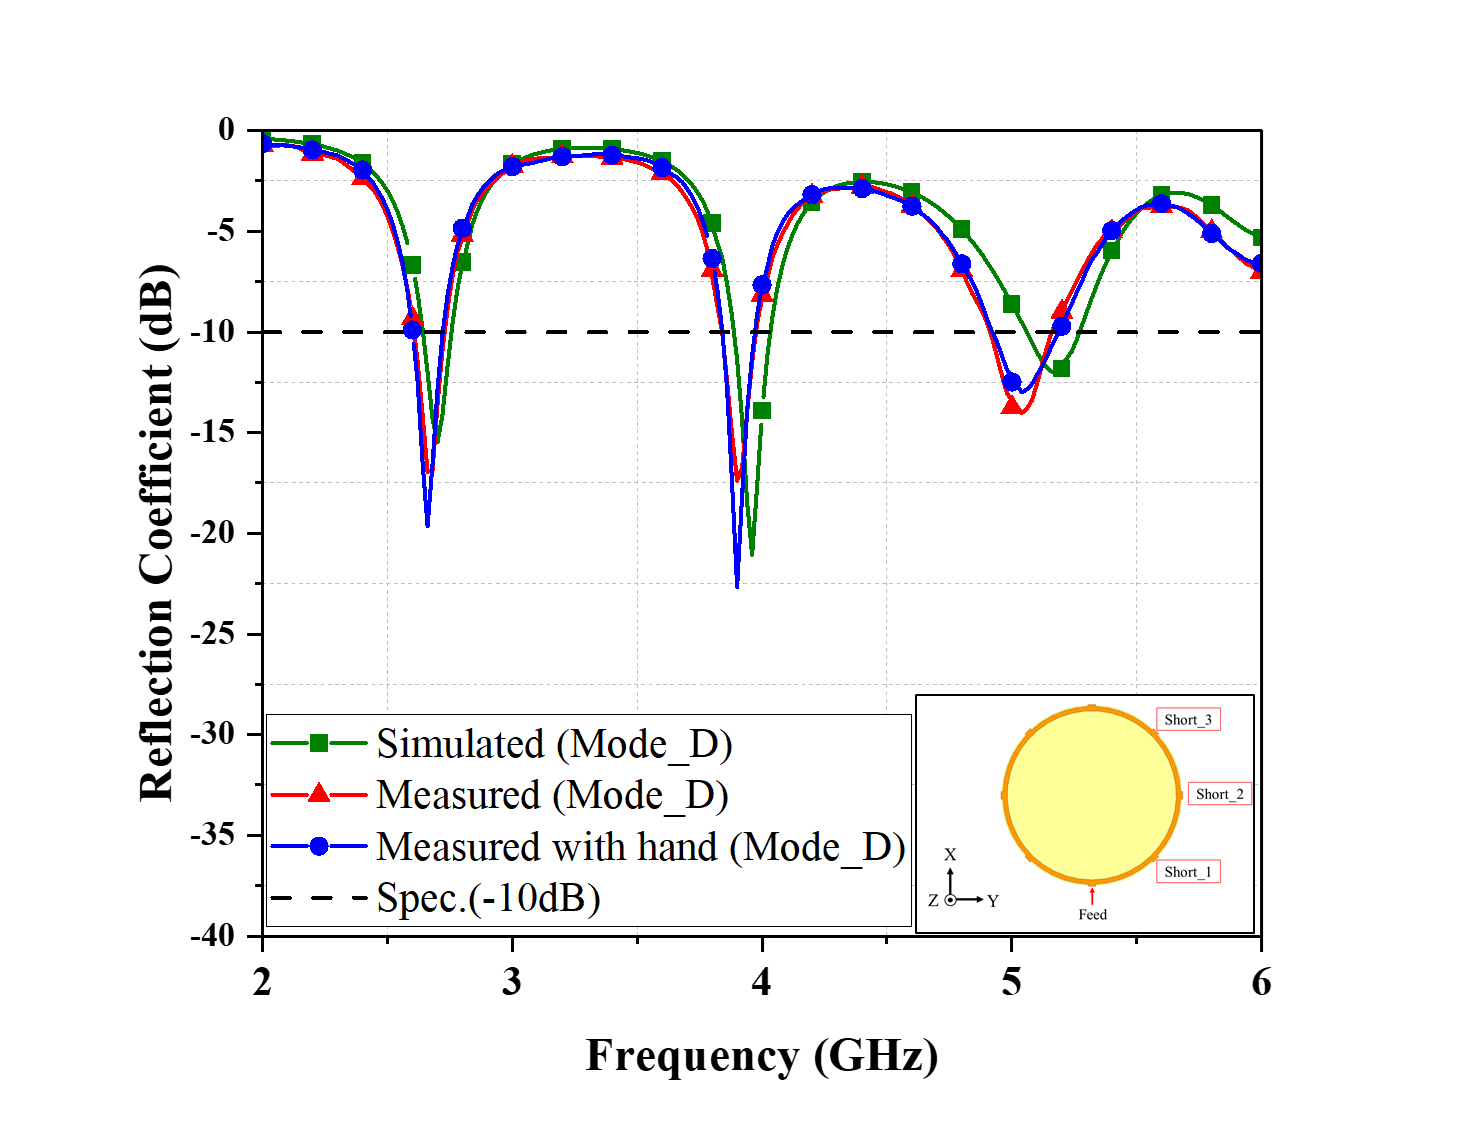 0
-5
-10
-15
-20
-25
-30
-35
-40
Reflection Coefficient (dB)
Simulated (Mode_D)
Measured (Mode_D)
Measured with hand (Mode_D)
Spec.(-10dB)
Short_3
Short_2
Short_1
X
Z
Y
Feed
2
3
4
5
6
Frequency (GHz)